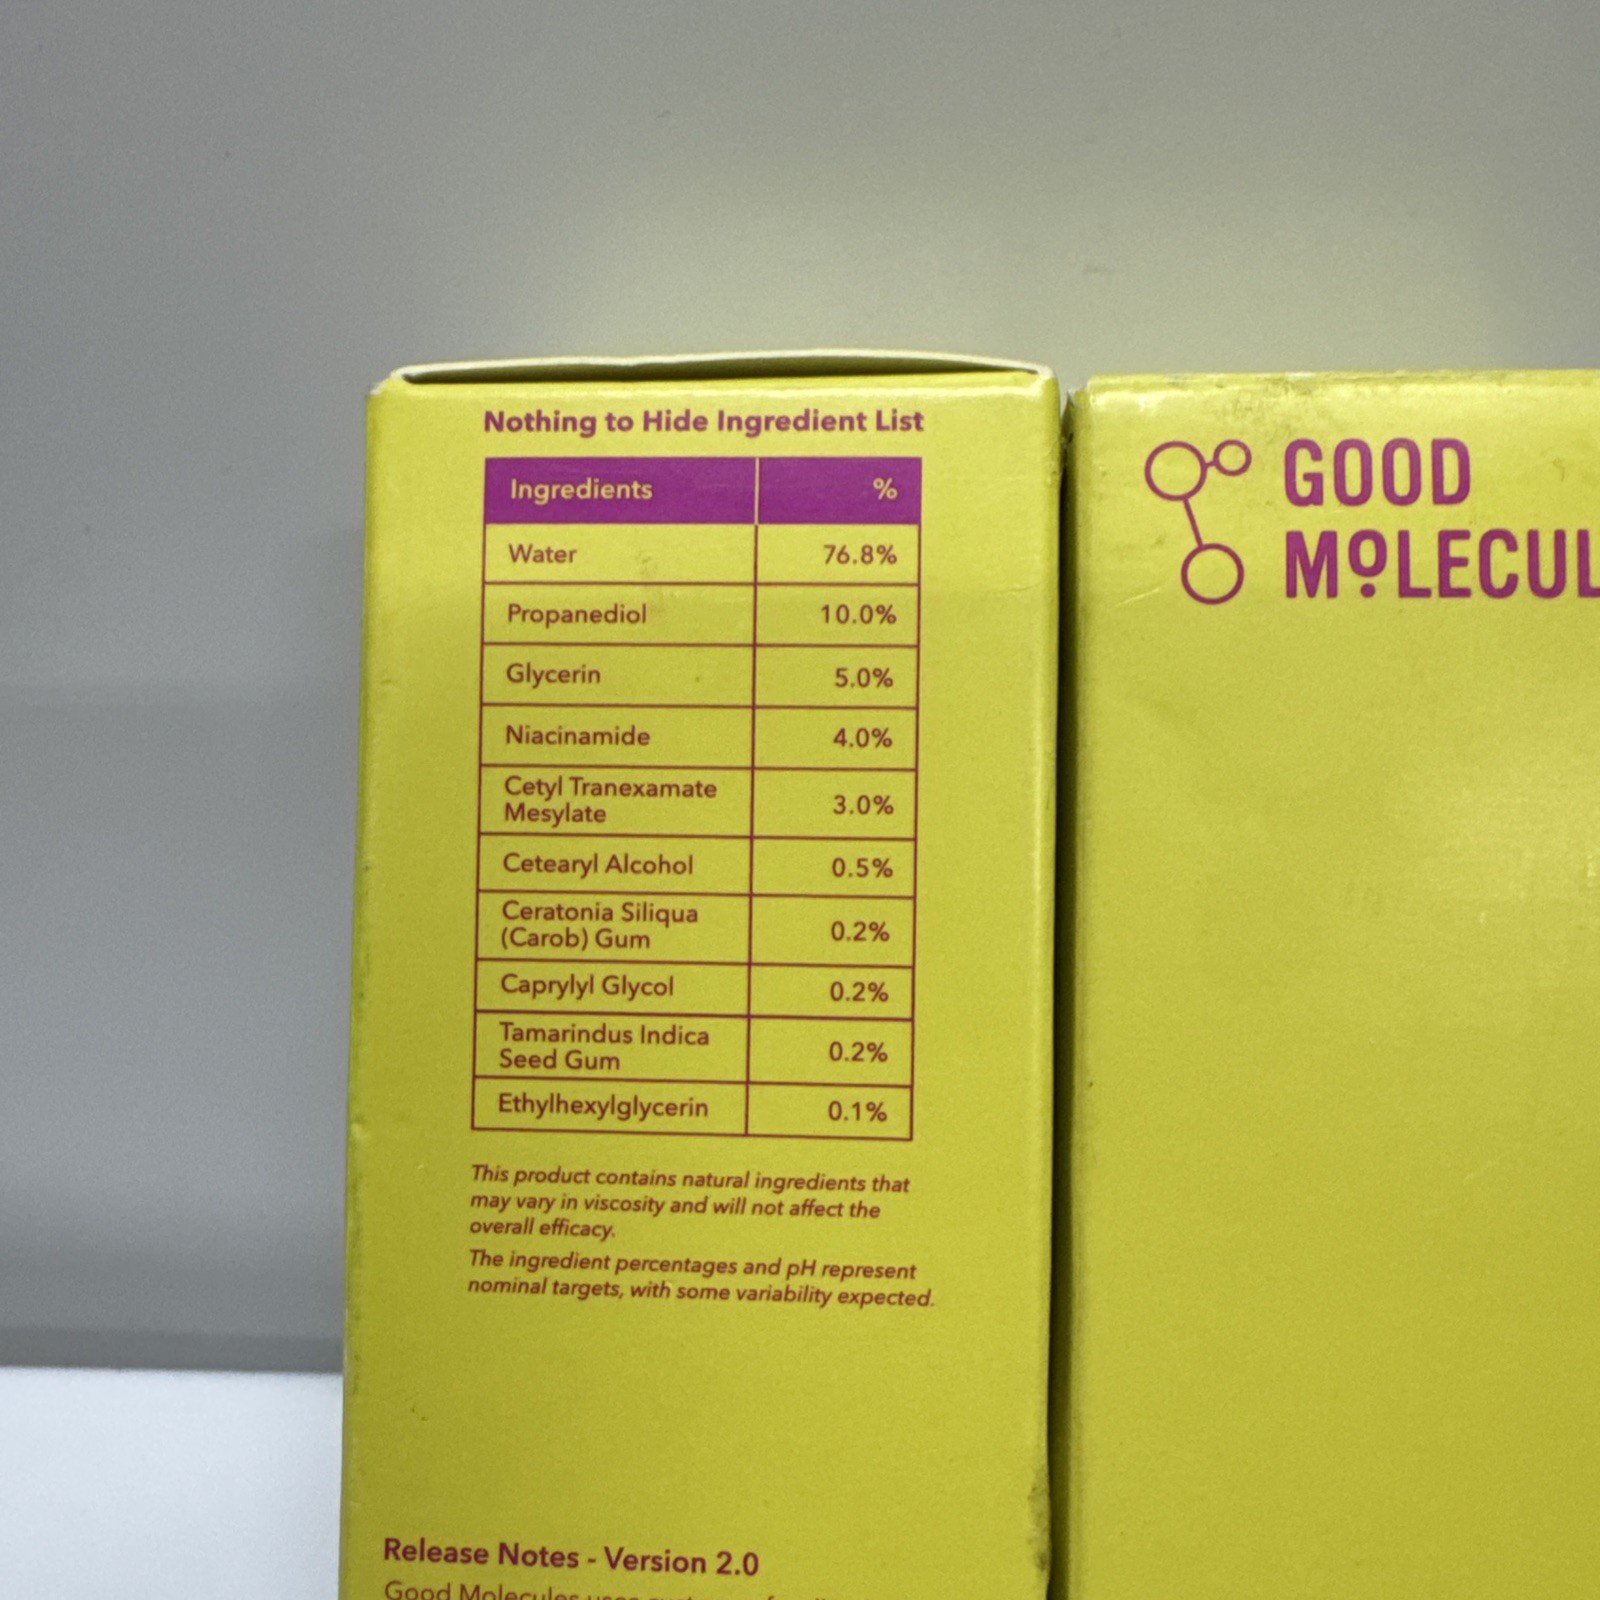 Nothing to Hide Ingredient List
Ingredients %
Water 76.8%
Propanediol 10.0%
Glycerin 5.0%
Niacinamide 4.0%
Cetyl Tranexamate
Mesylate 3.0%
Cetearyl Alcohol 0.5%
Ceratonia Siliqua
(Carob) Gum 0.2%
Caprylyl Glycol 0.2%
Tamarindus Indica
Seed Gum 0.2%
Ethylhexylglycerin 0.1%
This product contains natural ingredients that
may vary in viscosity and will not affect the
overall efficacy.
The ingredient percentages and pH represent
nominal targets, with some variability expected.
Release Notes - Version 2.0
Good Molecules uses
GOOD
MOLECUL